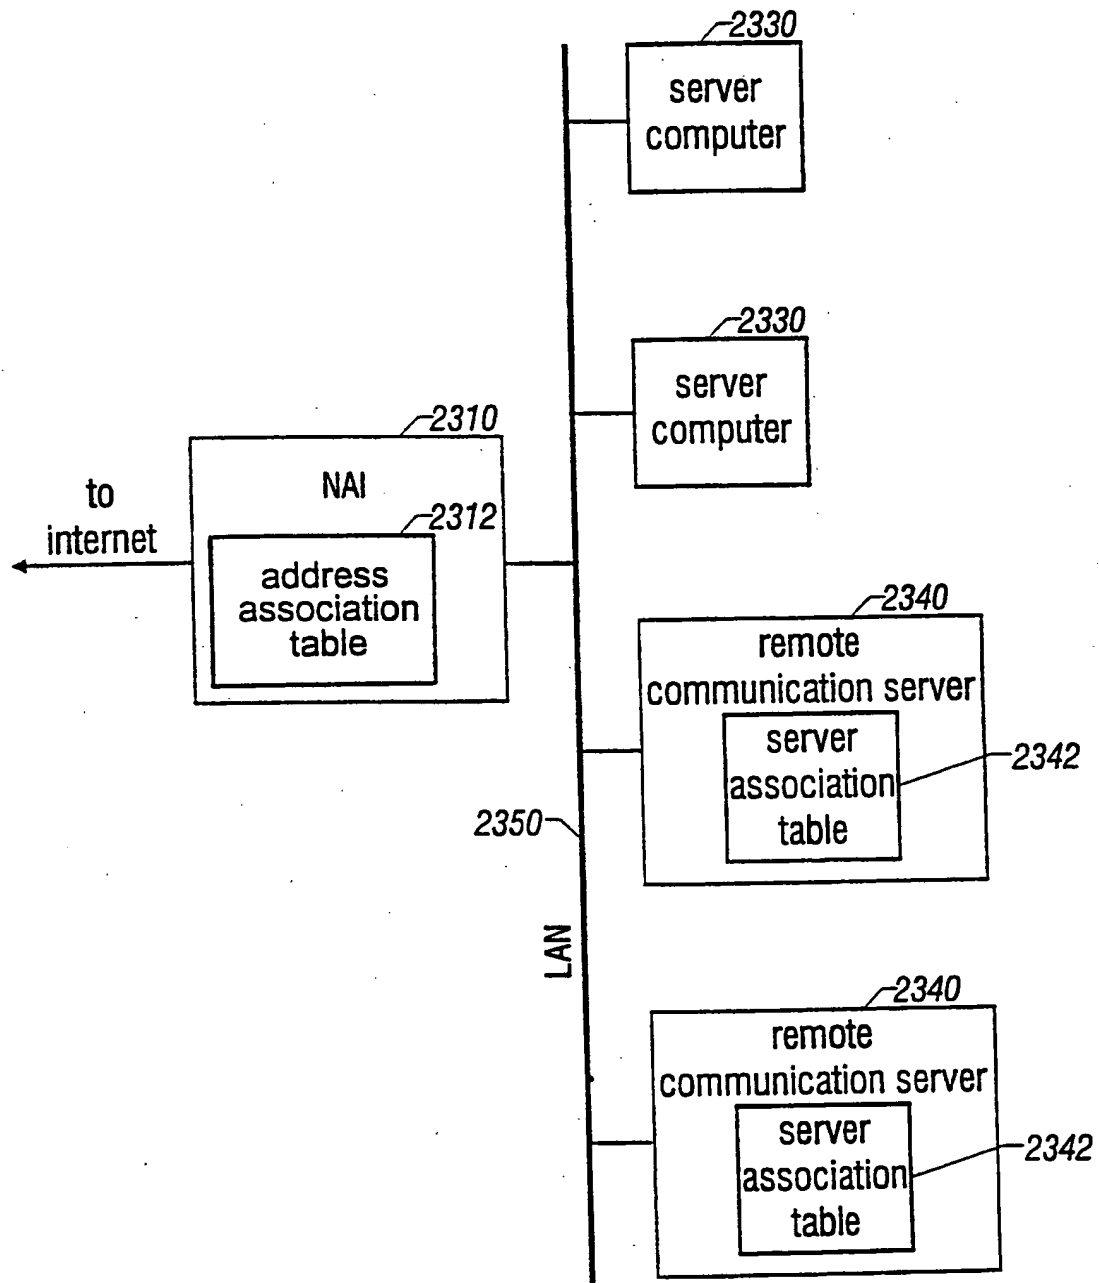 2330
server
computer
2330
server
computer
2310
NAI
to
internet
2312
address
association
table
2340
remote
communication server
server
association
table
2342
2350
LAN
2340
remote
communication server
server
association
table
2342